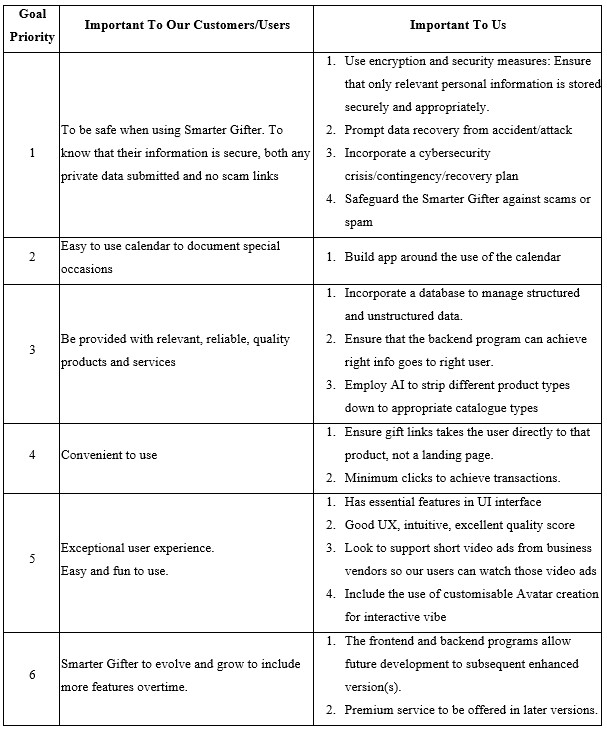 Goal
Priority
Important To Our Customers/Users
Important To Us
1
To be safe when using Smarter Gifter. To
know that their information is secure, both any
private data submitted and no scam links
1. Use encryption and security measures: Ensure
that only relevant personal information is stored
securely and appropriately.
2. Prompt data recovery from accident/attack
3. Incorporate a cybersecurity
crisis/contingency/recovery plan
4. Safeguard the Smarter Gifter against scams or
spam
2
Easy to use calendar to document special
occasions
1. Build app around the use of the calendar
3
Be provided with relevant, reliable, quality
products and services
1. Incorporate a database to manage structured
and unstructured data.
2. Ensure that the backend program can achieve
right info goes to right user.
3. Employ AI to strip different product types
down to appropriate catalogue types
4
Convenient to use
1. Ensure gift links takes the user directly to that
product, not a landing page.
2. Minimum clicks to achieve transactions.
5
Exceptional user experience.
Easy and fun to use.
1. Has essential features in UI interface
2. Good UX, intuitive, excellent quality score
3. Look to support short video ads from business
vendors so our users can watch those video ads
4. Include the use of customisable Avatar creation
for interactive vibe
6
Smarter Gifter to evolve and grow to include
more features overtime.
1. The frontend and backend programs allow
future development to subsequent enhanced
version(s).
2. Premium service to be offered in later versions.